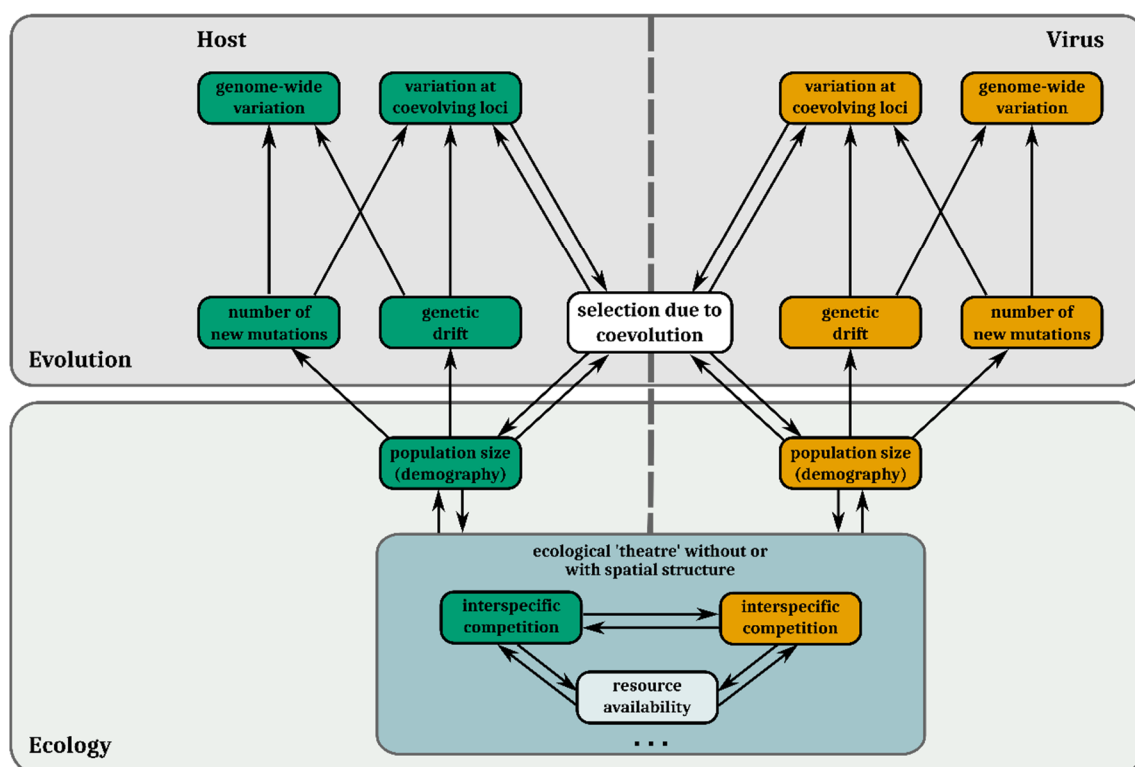 Host
Virus
genome-wide
variation
variation at
coevolving loci
variation at
coevolving loci
genome-wide
variation
number of
new mutations
genetic
drift
selection due to
coevolution
genetic
drift
number of
new mutations
Evolution
population size
(demography)
population size
(demography)
ecological 'theatre' without or
with spatial structure
interspecific
competition
interspecific
competition
resource
availability
...
Ecology